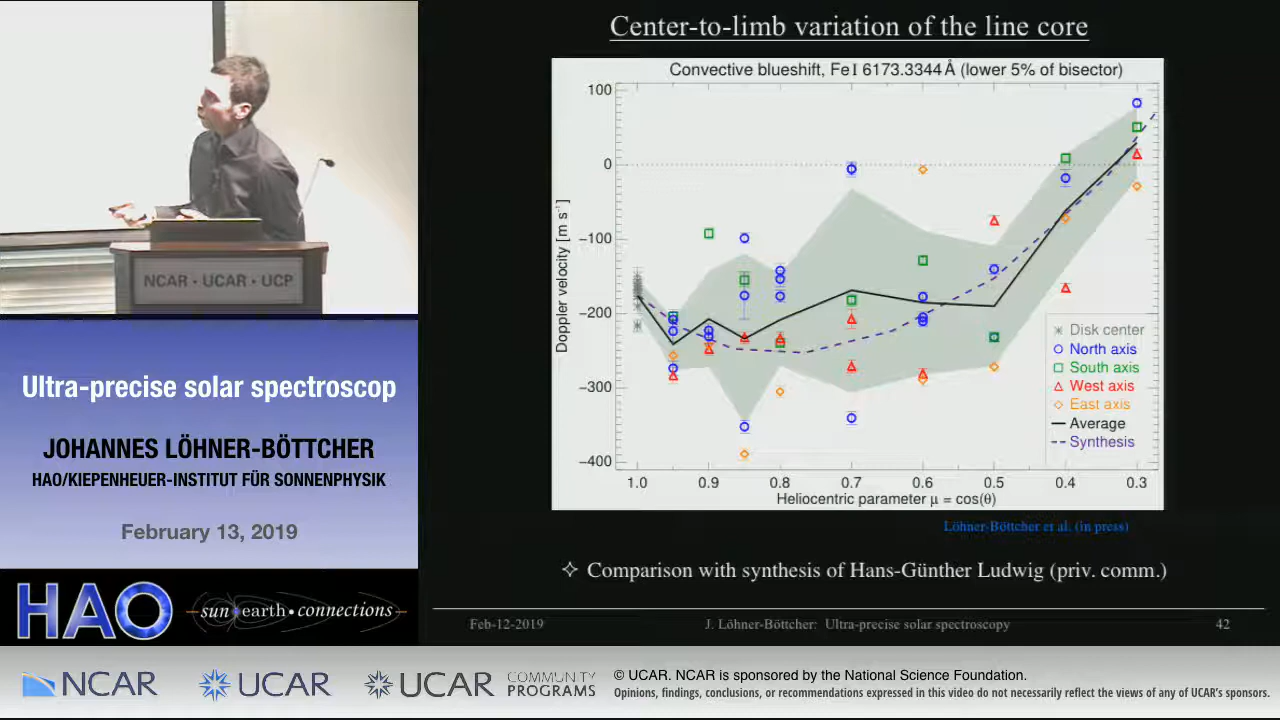 NCAR • UCAR • UCP
Ultra-precise solar spectroscop
JOHANNES LÖHNER-BÖTTCHER
HAO/KIEPENHEUER-INSTITUT FÜR SONNENPHYSIK
February 13, 2019
HAO
sun•earth•connections
Center-to-limb variation of the line core
Convective blueshift, Fe I 6173.3344 Å (lower 5% of bisector)
Doppler velocity [m s⁻¹]
100
0
−100
−200
−300
−400
1.0 0.9 0.8 0.7 0.6 0.5 0.4 0.3
Heliocentric parameter μ = cos(θ)
Disk center
North axis
South axis
West axis
East axis
Average
Synthesis
Löhner-Böttcher et al. (in press)
✧ Comparison with synthesis of Hans-Günther Ludwig (priv. comm.)
Feb-12-2019 J. Löhner-Böttcher: Ultra-precise solar spectroscopy 42
NCAR
UCAR
UCAR
COMMUNITY
PROGRAMS
© UCAR. NCAR is sponsored by the National Science Foundation.
Opinions, findings, conclusions, or recommendations expressed in this video do not necessarily reflect the views of any of UCAR's sponsors.